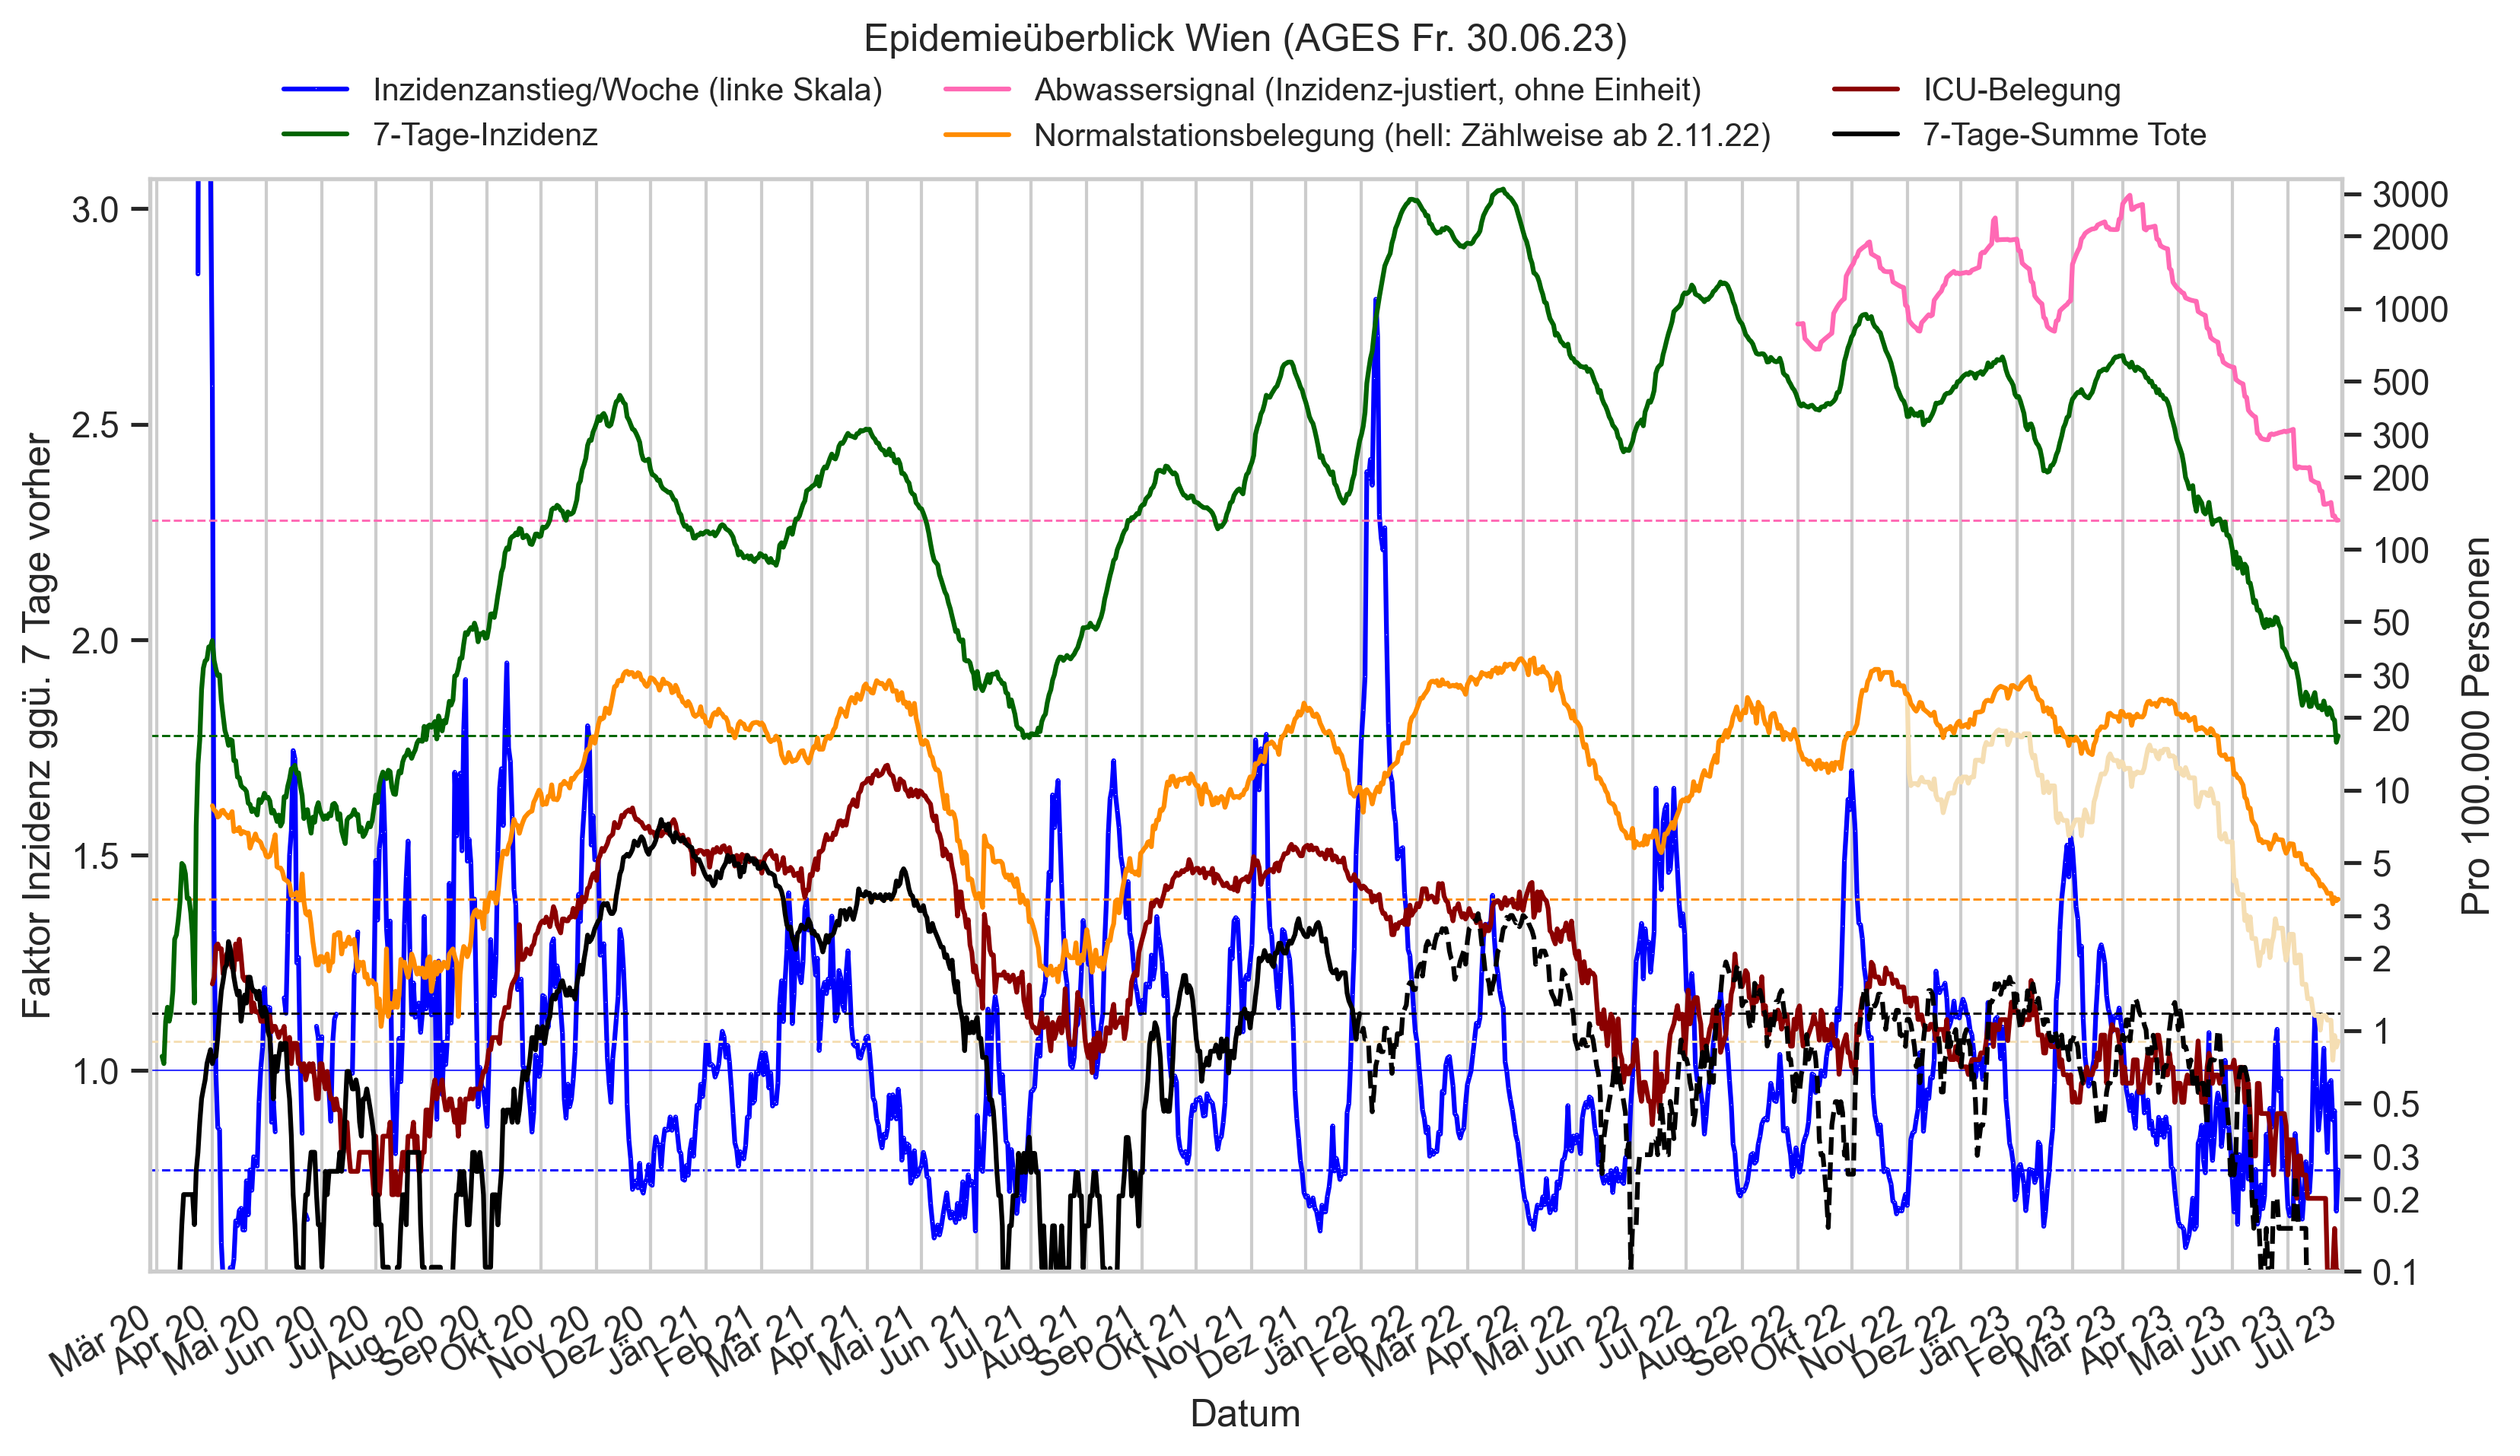 Epidemieüberblick Wien (AGES Fr. 30.06.23)
Inzidenzanstieg/Woche (linke Skala)
7-Tage-Inzidenz
Abwassersignal (Inzidenz-justiert, ohne Einheit)
Normalstationsbelegung (hell: Zählweise ab 2.11.22)
ICU-Belegung
7-Tage-Summe Tote
Faktor Inzidenz ggü. 7 Tage vorher
3.0
2.5
2.0
1.5
1.0
3000
2000
1000
500
300
200
100
50
30
20
10
5
3
2
1
0.5
0.3
0.2
0.1
Pro 100.000 Personen
Mär 20
Apr 20
Mai 20
Jun 20
Jul 20
Aug 20
Sep 20
Okt 20
Nov 20
Dez 20
Jän 21
Feb 21
Mär 21
Apr 21
Mai 21
Jun 21
Jul 21
Aug 21
Sep 21
Okt 21
Nov 21
Dez 21
Jän 22
Feb 22
Mär 22
Apr 22
Mai 22
Jun 22
Jul 22
Aug 22
Sep 22
Okt 22
Nov 22
Dez 22
Jän 23
Feb 23
Mär 23
Apr 23
Mai 23
Jun 23
Jul 23
Datum